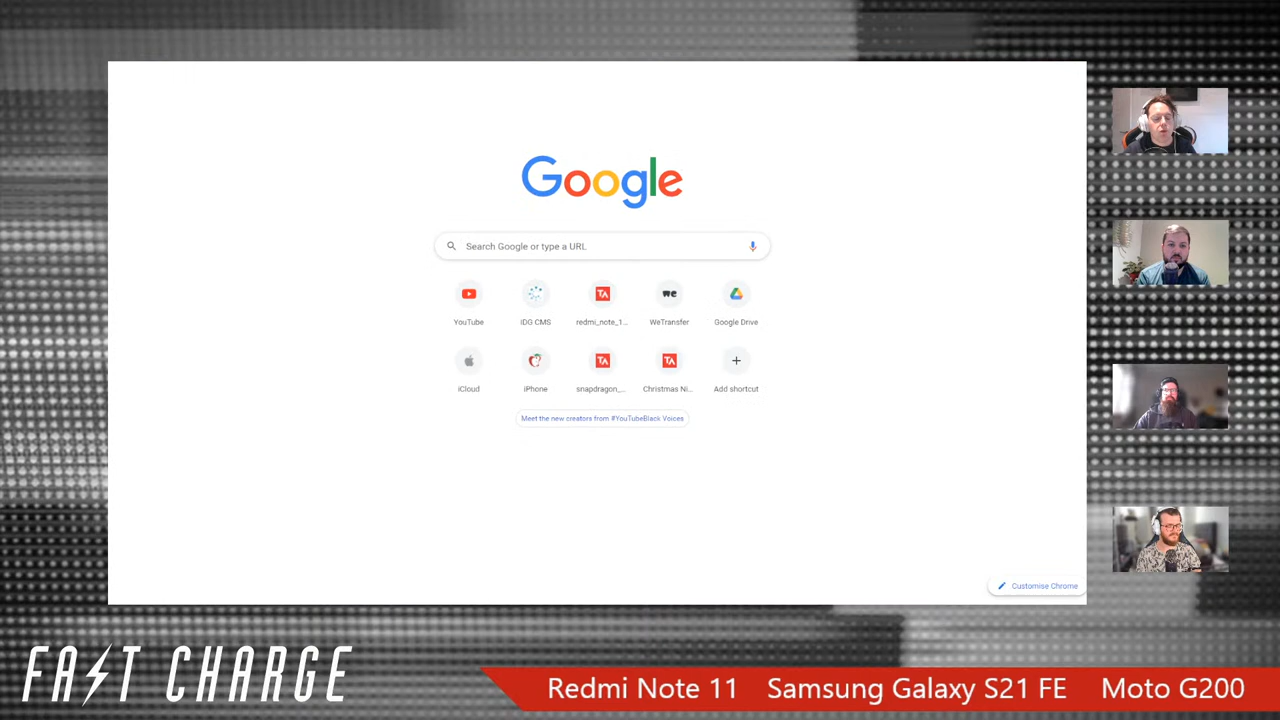 Google
Search Google or type a URL
YouTube
IDG CMS
redmi_note_1...
WeTransfer
Google Drive
iCloud
iPhone
snapdragon_...
Christmas Ni...
Add shortcut
Meet the new creators from #YouTubeBlack Voices
Customise Chrome
FAST CHARGE
Redmi Note 11 Samsung Galaxy S21 FE Moto G200